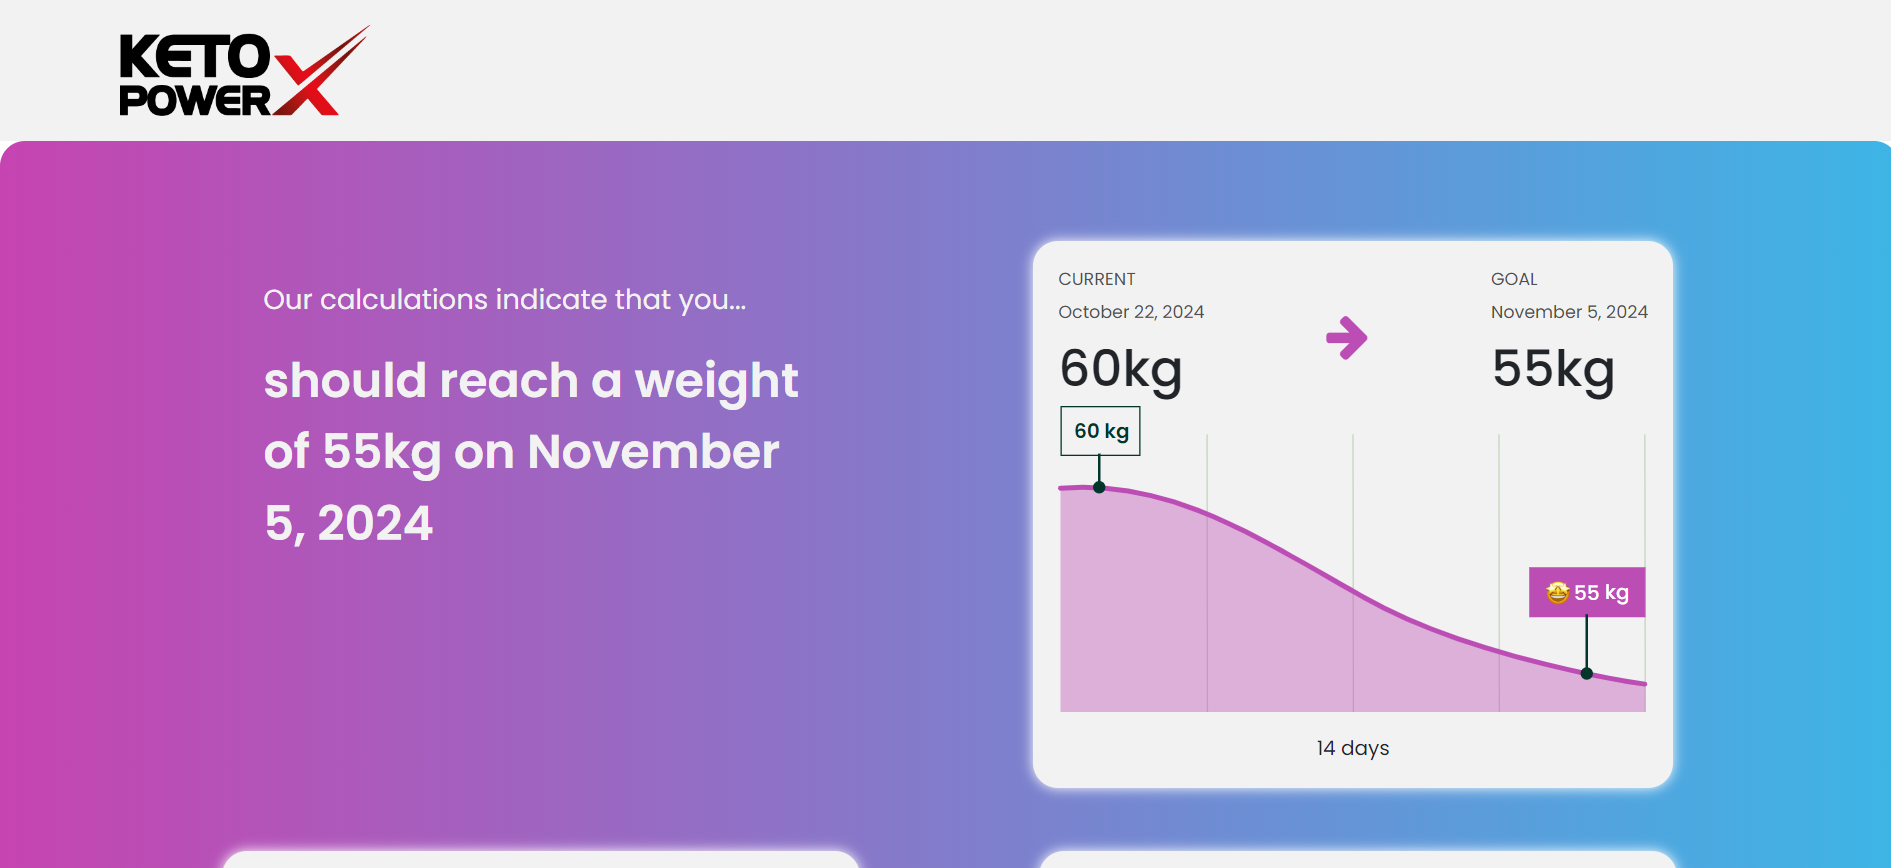 KETO
POWER X
Our calculations indicate that you...
should reach a weight
of 55kg on November
5, 2024
CURRENT
October 22, 2024
60kg
GOAL
November 5, 2024
55kg
60 kg
🤩 55 kg
14 days